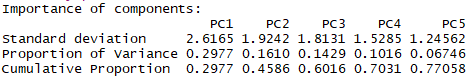 Importance of components:
PC1 PC2 PC3 PC4 PC5
Standard deviation 2.6165 1.9242 1.8131 1.5285 1.24562
Proportion of Variance 0.2977 0.1610 0.1429 0.1016 0.06746
Cumulative Proportion 0.2977 0.4586 0.6016 0.7031 0.77058